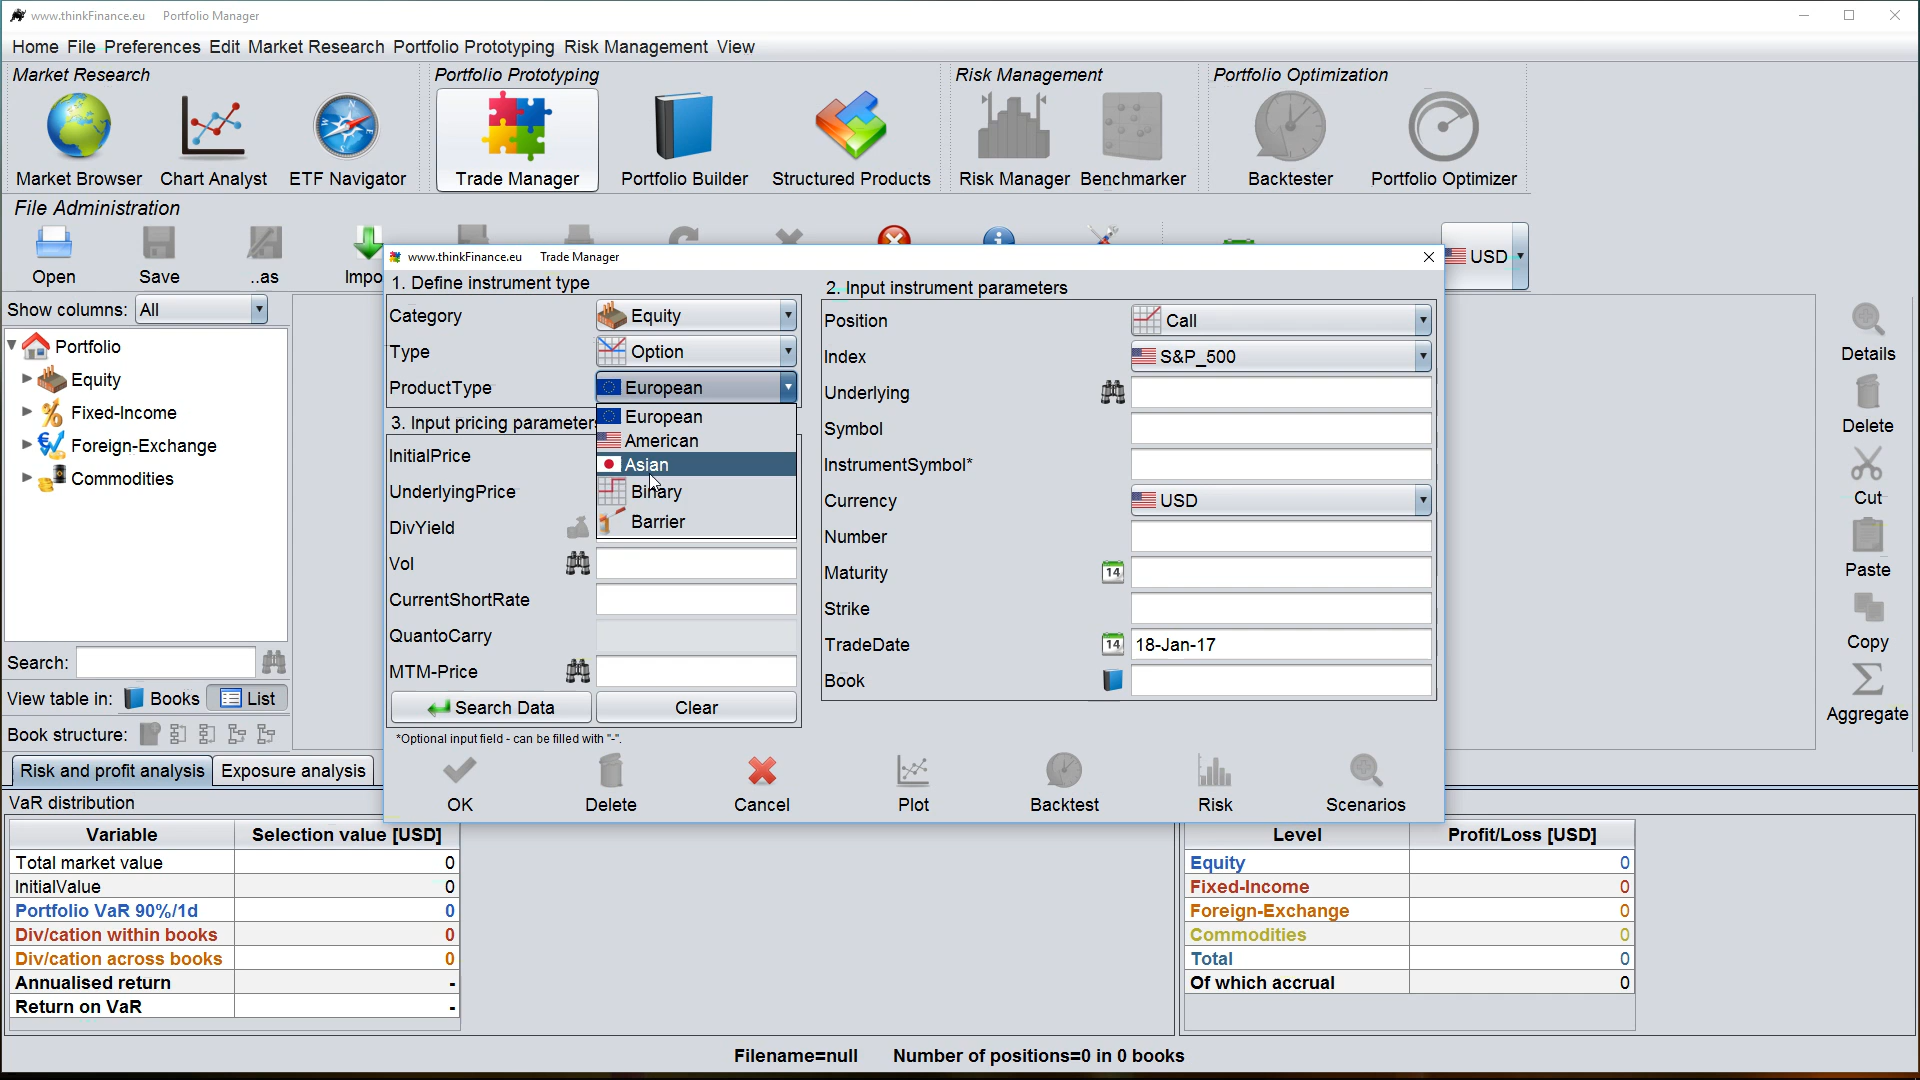 www.thinkFinance.eu Portfolio Manager
Home File Preferences Edit Market Research Portfolio Prototyping Risk Management View
Market Research Portfolio Prototyping Risk Management Portfolio Optimization
Market Browser Chart Analyst ETF Navigator Trade Manager Portfolio Builder Structured Products Risk Manager Benchmarker Backtester Portfolio Optimizer
File Administration
Open Save ..as Impo USD
www.thinkFinance.eu Trade Manager
1. Define instrument type
2. Input instrument parameters
Show columns: All
Category Equity
Position Call
Portfolio
Type Option
Index S&P_500
Details
Equity
ProductType European
Underlying
Fixed-Income
European
3. Input pricing parameters
American
Symbol
Delete
Foreign-Exchange
InitialPrice
Asian
InstrumentSymbol*
Commodities
UnderlyingPrice
Binary
Currency USD
Cut
DivYield
Barrier
Number
Vol
Maturity 14
Paste
CurrentShortRate
Strike
QuantoCarry
TradeDate 14 18-Jan-17
Copy
Search:
MTM-Price
Book
View table in: Books List
Search Data Clear
Aggregate
Book structure:
*Optional input field - can be filled with "-".
Risk and profit analysis Exposure analysis
OK Delete Cancel Plot Backtest Risk Scenarios
VaR distribution
Variable Selection value [USD]
Level Profit/Loss [USD]
Total market value 0
Equity 0
InitialValue 0
Fixed-Income 0
Portfolio VaR 90%/1d 0
Foreign-Exchange 0
Div/cation within books 0
Commodities 0
Div/cation across books 0
Total 0
Annualised return -
Of which accrual 0
Return on VaR -
Filename=null Number of positions=0 in 0 books